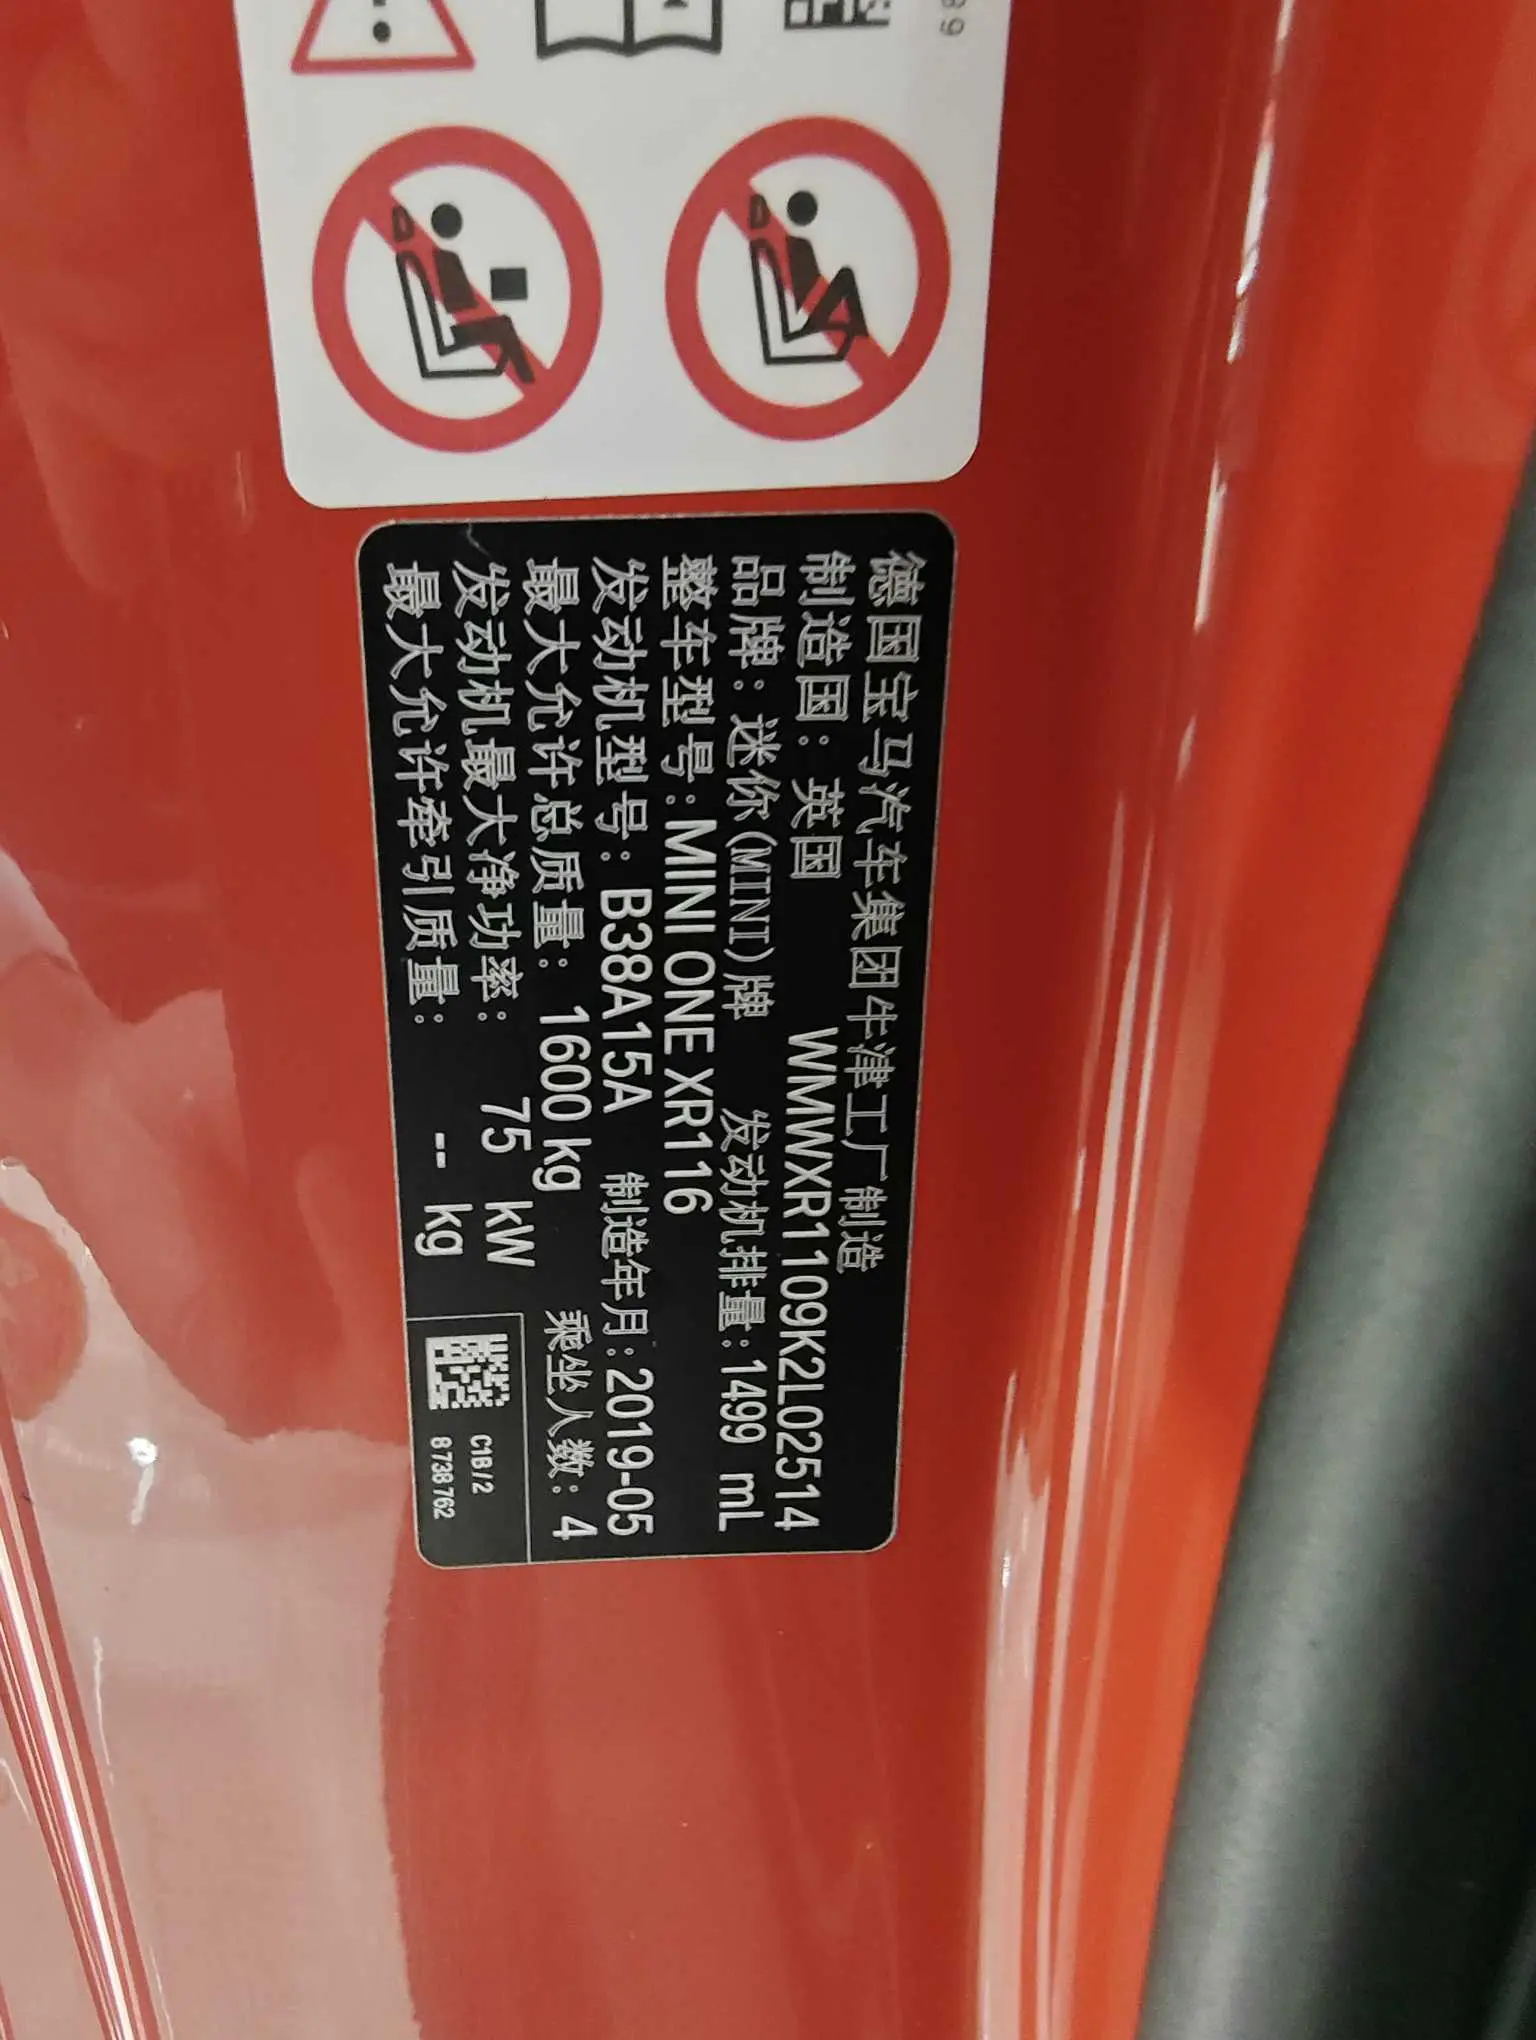 德国宝马汽车集团牛津工厂制造
制造国：英国 WMWXR1109K2L02514
品牌：迷你(MINI)牌 发动机排量：1499 mL
整车型号：MINI ONE XR116
发动机型号：B38A15A 制造年月：2019-05
最大允许总质量：1600 kg 乘坐人数：4
发动机最大净功率：75 kW
最大允许牵引质量：-- kg
C1B/2
8738762